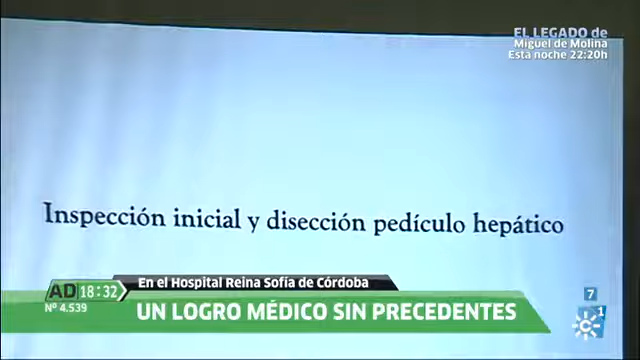 EL LEGADO de
Miguel de Molina
Esta noche 22:20h
Inspección inicial y disección pedículo hepático
En el Hospital Reina Sofía de Córdoba
AD 18:32
Nº 4.539
UN LOGRO MÉDICO SIN PRECEDENTES
7
1